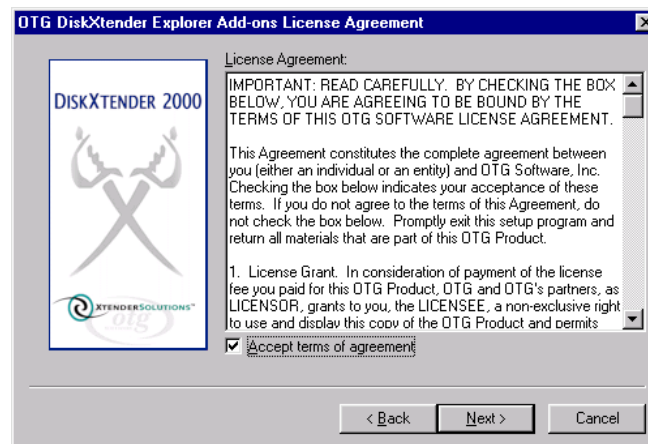 OTG DiskXtender Explorer Add-ons License Agreement
License Agreement:
DISKXTENDER 2000
XTENDERSOLUTIONS™
otg
IMPORTANT: READ CAREFULLY. BY CHECKING THE BOX
BELOW, YOU ARE AGREEING TO BE BOUND BY THE
TERMS OF THIS OTG SOFTWARE LICENSE AGREEMENT.
This Agreement constitutes the complete agreement between
you (either an individual or an entity) and OTG Software, Inc.
Checking the box below indicates your acceptance of these
terms. If you do not agree to the terms of this Agreement, do
not check the box below. Promptly exit this setup program and
return all materials that are part of this OTG Product.
1. License Grant. In consideration of payment of the license
fee you paid for this OTG Product, OTG and OTG's partners, as
LICENSOR, grants to you, the LICENSEE, a non-exclusive right
to use and display this copy of the OTG Product and permits
Accept terms of agreement
< Back
Next >
Cancel